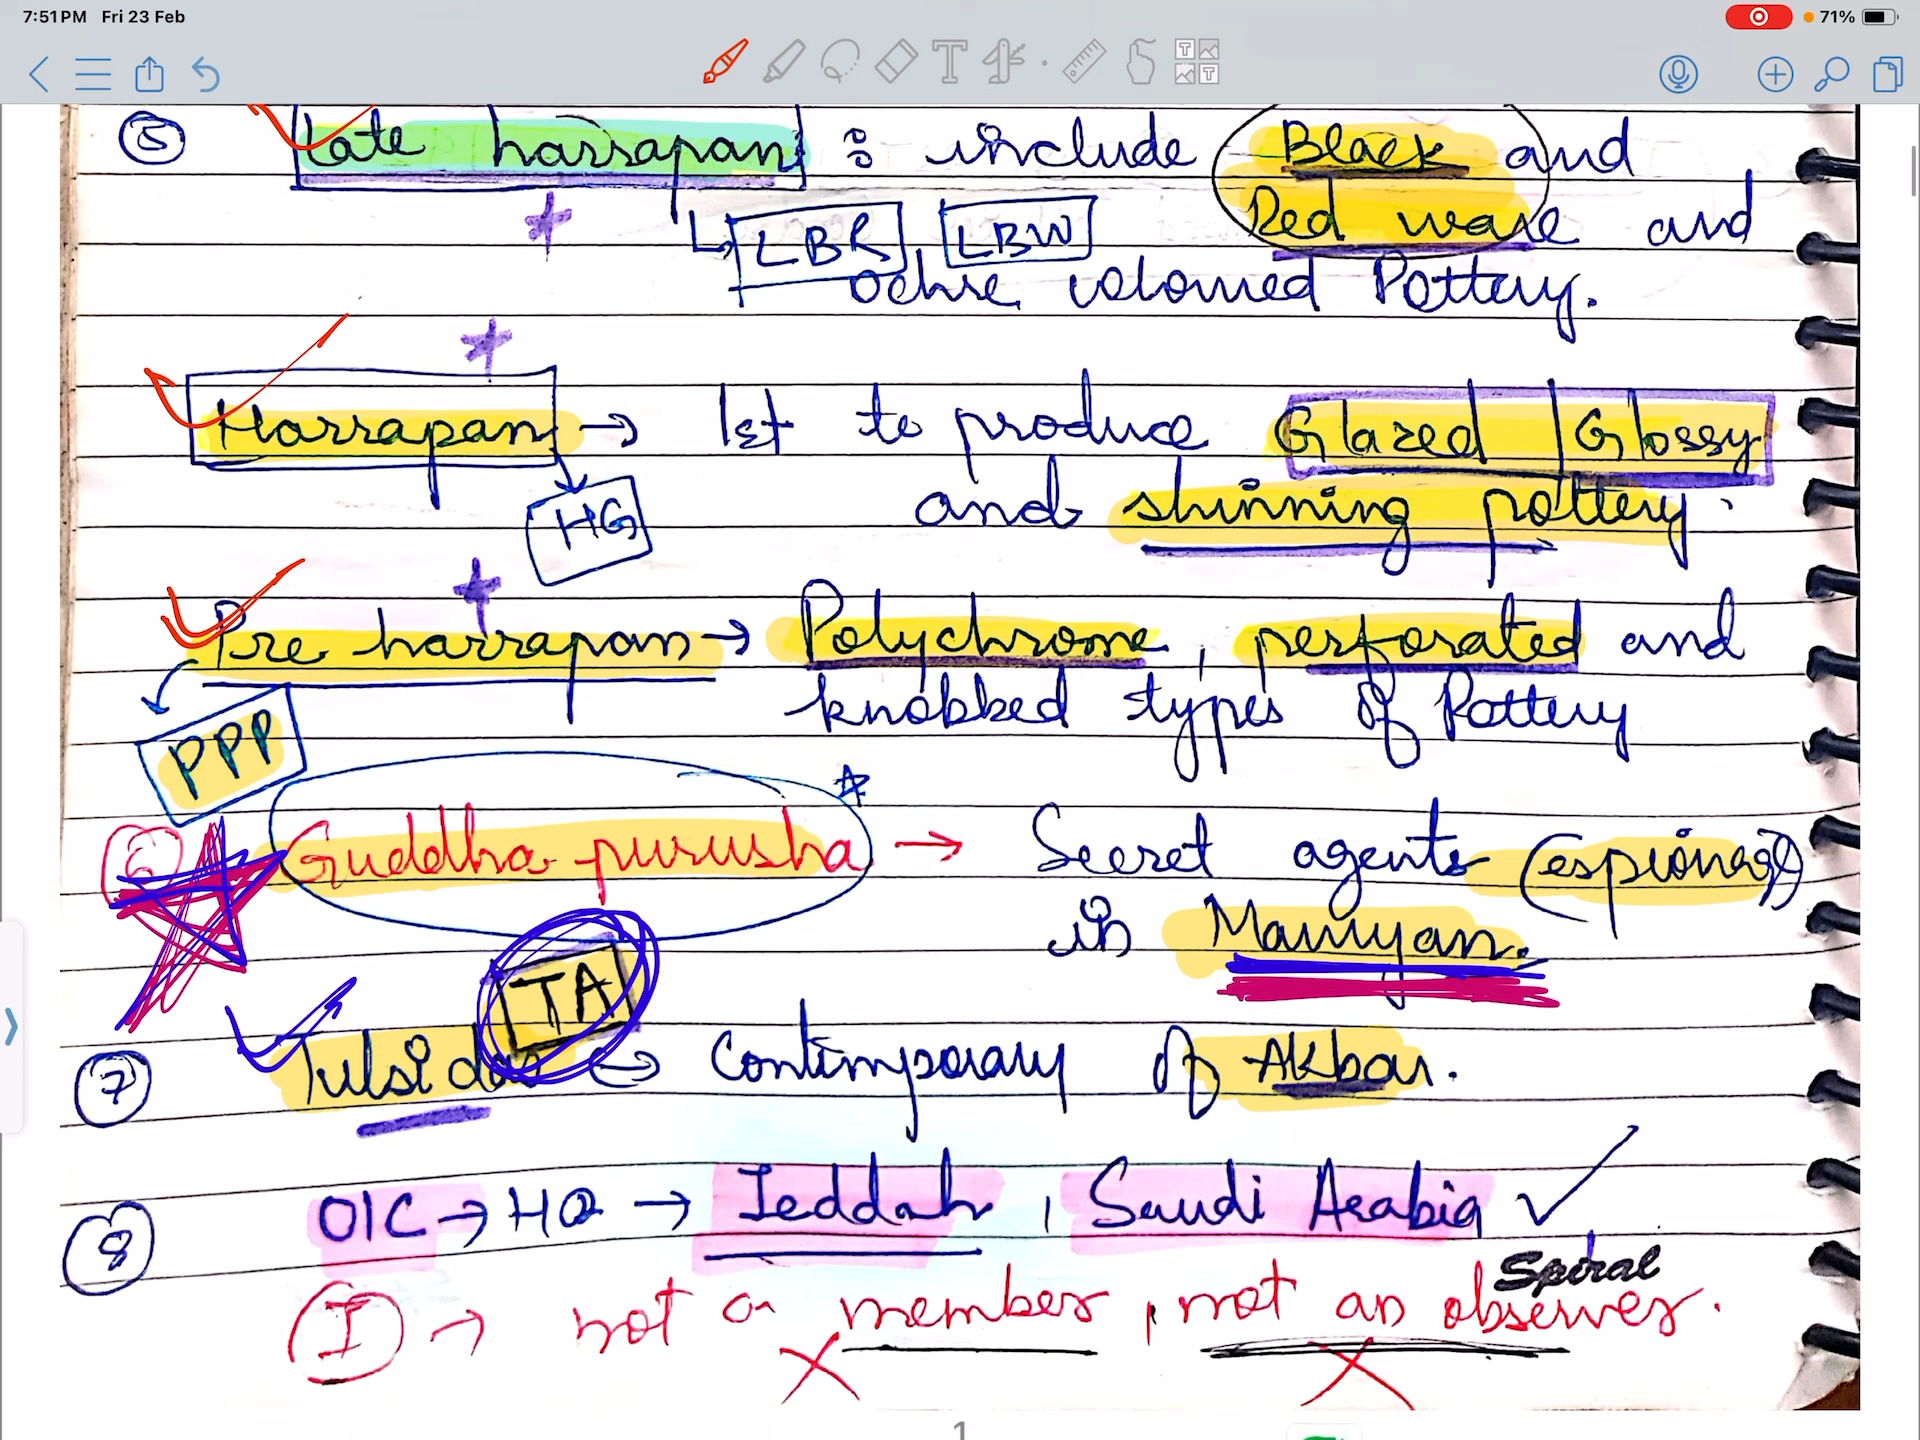 7:51 PM Fri 23 Feb
71%
⑤ Late harrapan : include Black and
Red ware and
LBR, LBW
Ochre coloured Pottery.
Harrapan → 1st to produce Glazed / Glossy
and shinning pottery.
HG
Pre harrapan → Polychrome, perforated and
knobbed types of Pottery
PPP
⑥ Guddha purusha → Secret agents (espionage)
in Mauryan.
TA
⑦ Tulsidas → Contemporary of Akbar.
⑧ OIC → HQ → Jeddah, Saudi Arabia
Spiral
I → not a member, not an observer.
1